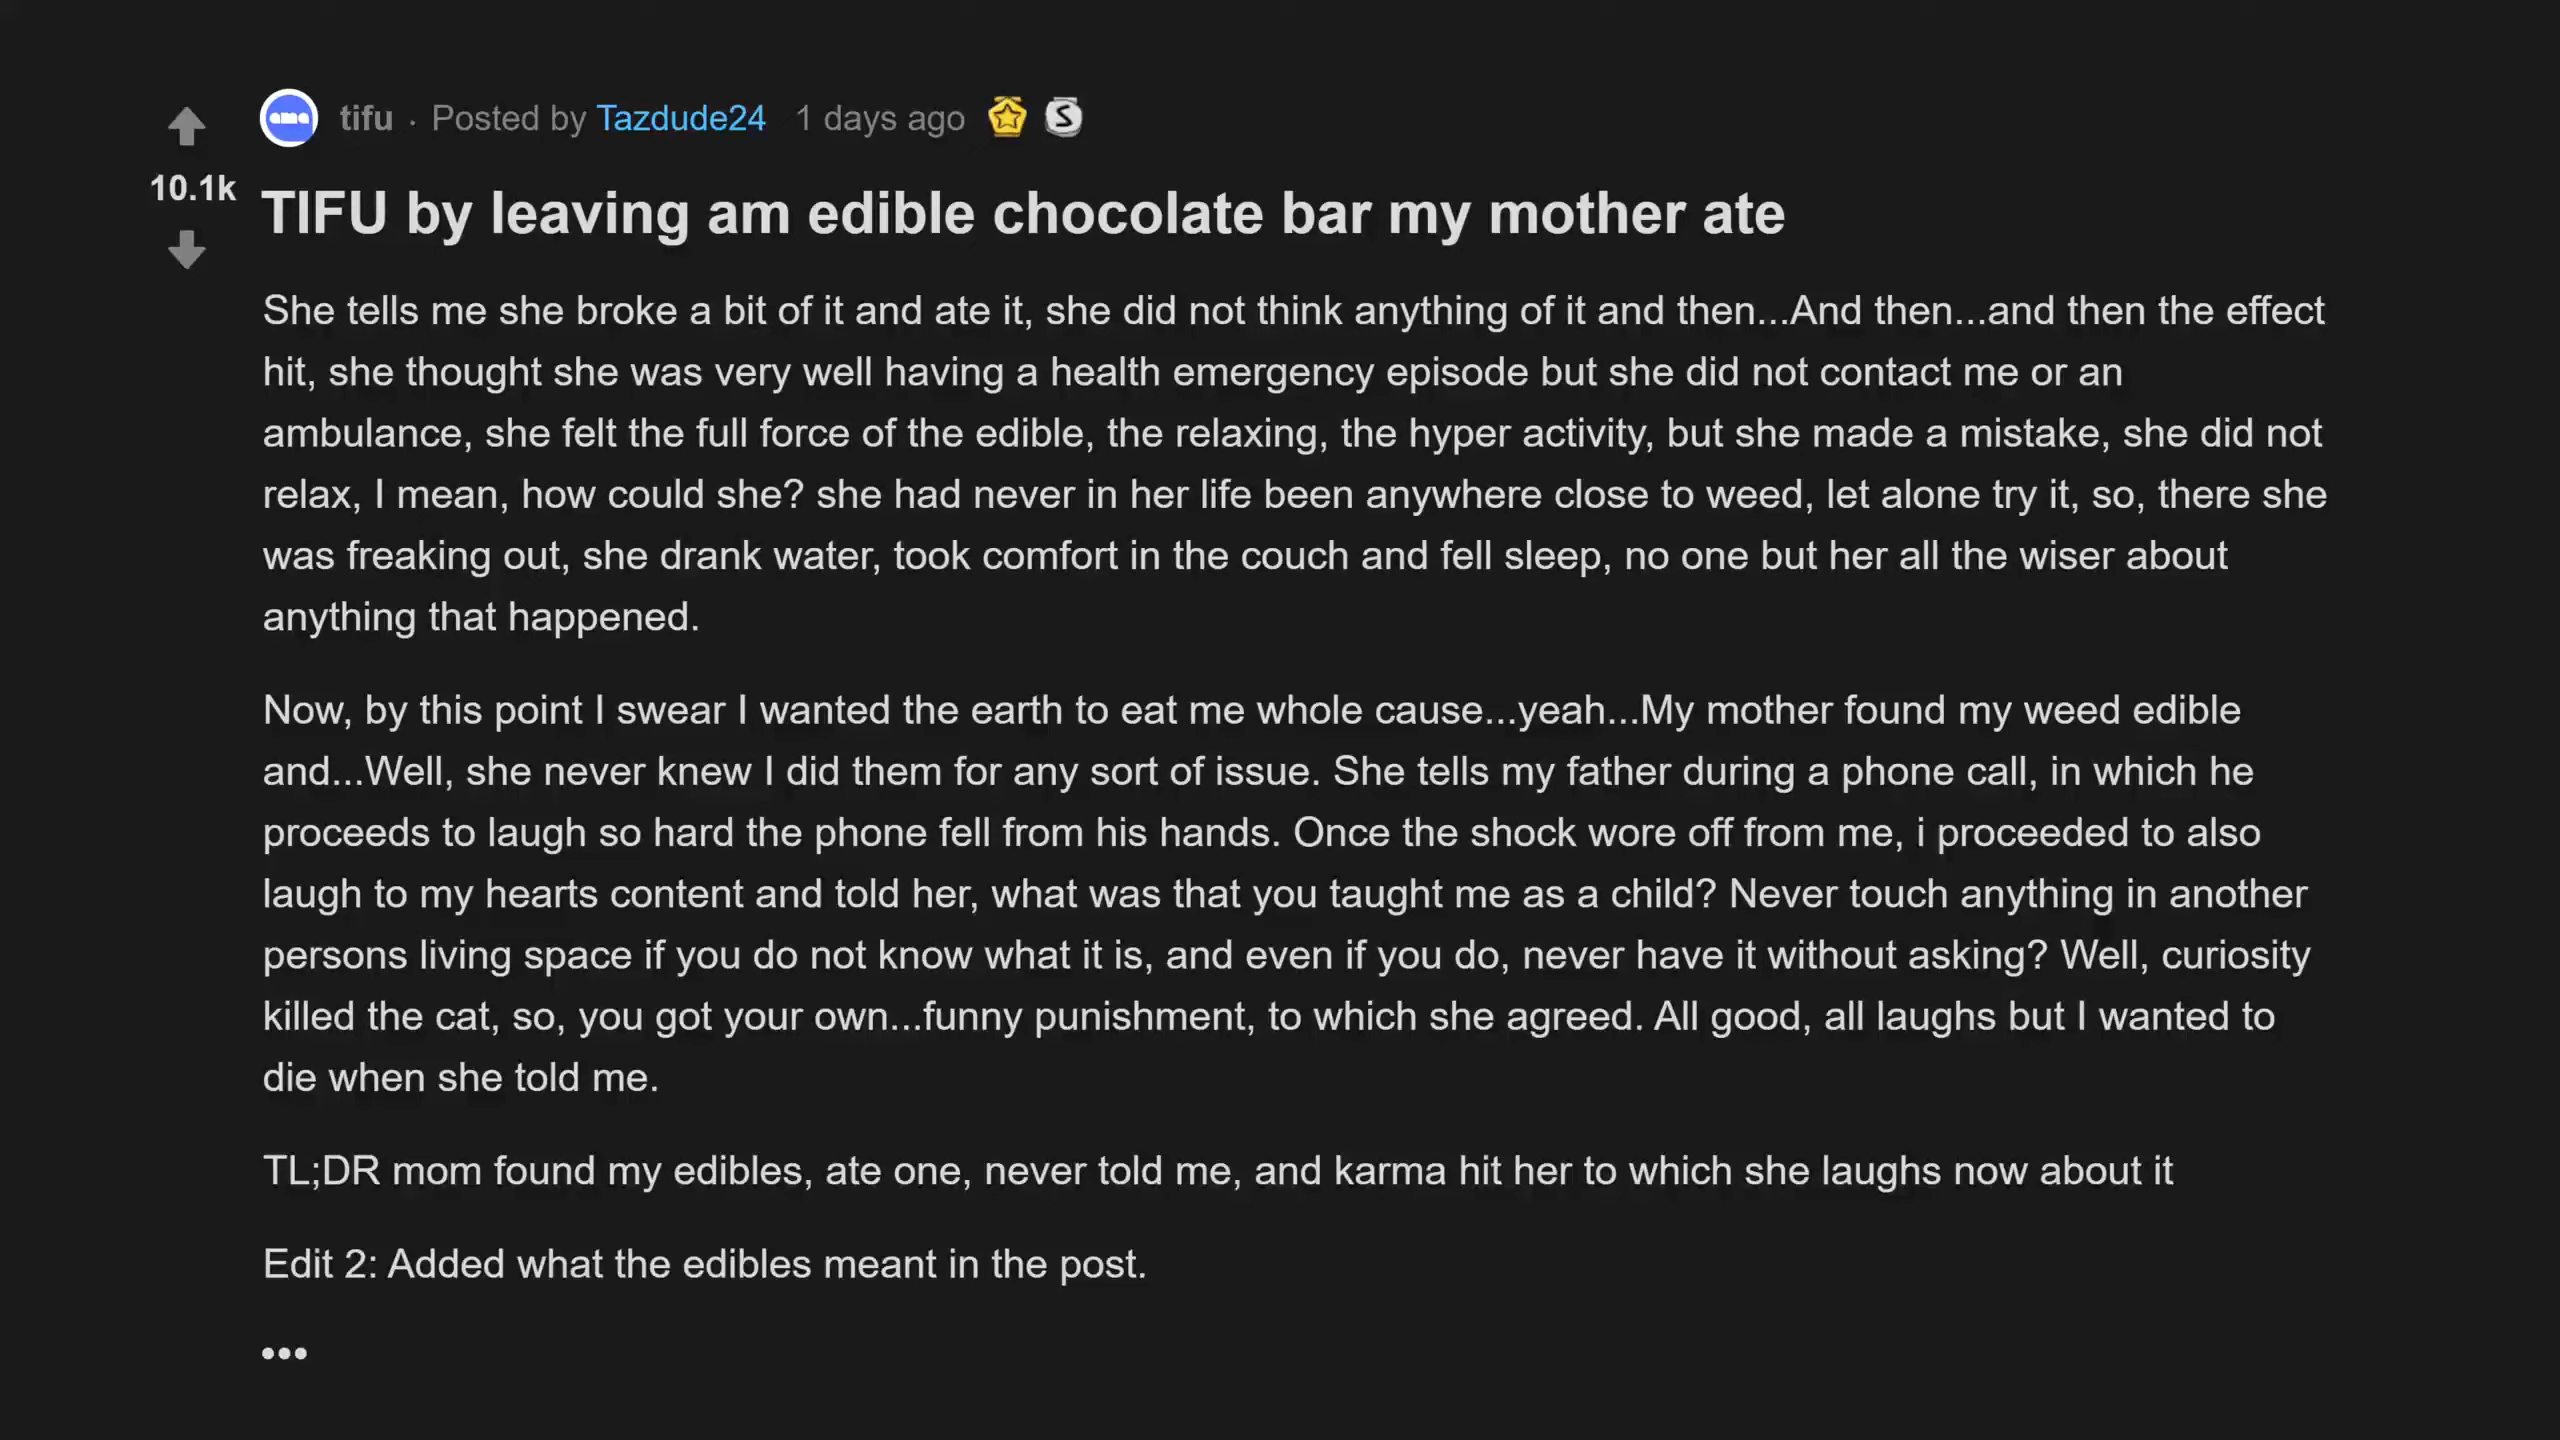 ama tifu · Posted by Tazdude24 1 days ago S
10.1k
TIFU by leaving am edible chocolate bar my mother ate
She tells me she broke a bit of it and ate it, she did not think anything of it and then...And then...and then the effect
hit, she thought she was very well having a health emergency episode but she did not contact me or an
ambulance, she felt the full force of the edible, the relaxing, the hyper activity, but she made a mistake, she did not
relax, I mean, how could she? she had never in her life been anywhere close to weed, let alone try it, so, there she
was freaking out, she drank water, took comfort in the couch and fell sleep, no one but her all the wiser about
anything that happened.
Now, by this point I swear I wanted the earth to eat me whole cause...yeah...My mother found my weed edible
and...Well, she never knew I did them for any sort of issue. She tells my father during a phone call, in which he
proceeds to laugh so hard the phone fell from his hands. Once the shock wore off from me, i proceeded to also
laugh to my hearts content and told her, what was that you taught me as a child? Never touch anything in another
persons living space if you do not know what it is, and even if you do, never have it without asking? Well, curiosity
killed the cat, so, you got your own...funny punishment, to which she agreed. All good, all laughs but I wanted to
die when she told me.
TL;DR mom found my edibles, ate one, never told me, and karma hit her to which she laughs now about it
Edit 2: Added what the edibles meant in the post.
•••